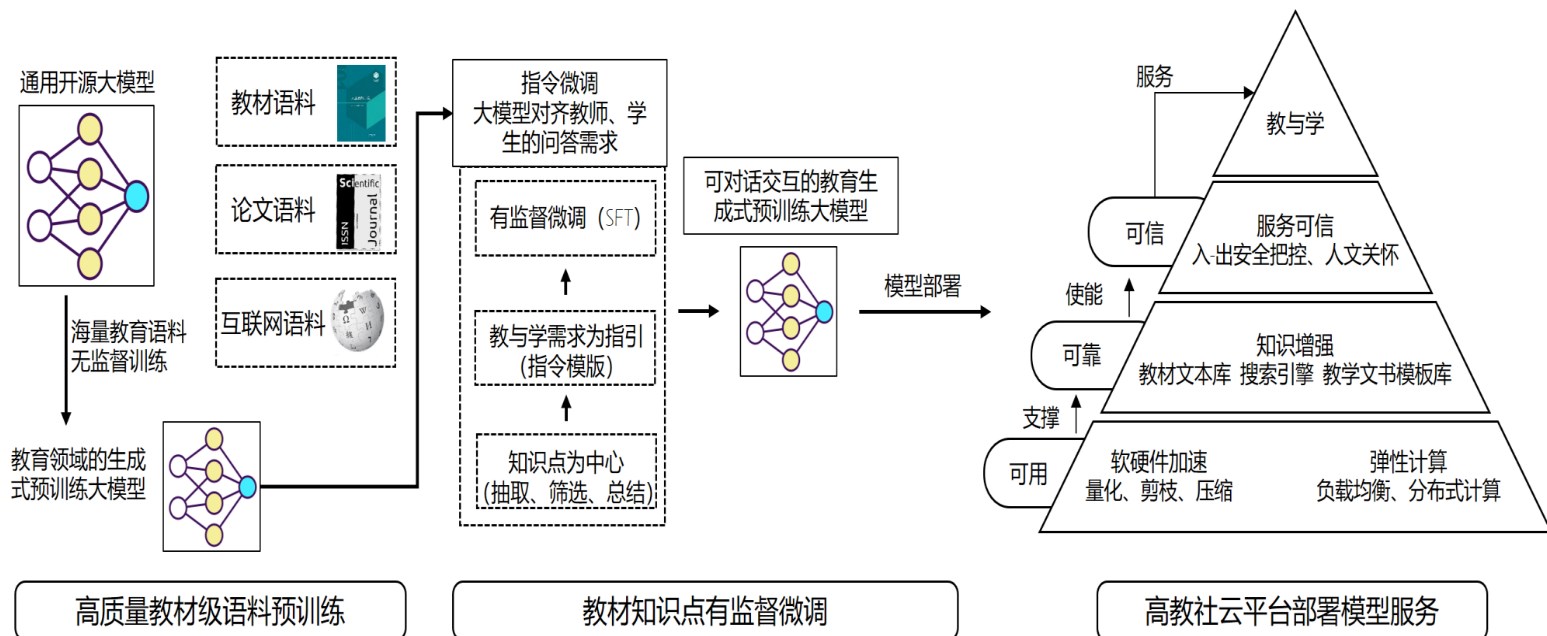 通用开源大模型
海量教育语料
无监督训练
教育领域的生成
式预训练大模型
教材语料
论文语料
Scientific
Journal
ISSN
互联网语料
高质量教材级语料预训练
指令微调
大模型对齐教师、学
生的问答需求
有监督微调（SFT）
教与学需求为指引
(指令模版)
知识点为中心
(抽取、筛选、总结)
教材知识点有监督微调
可对话交互的教育生
成式预训练大模型
模型部署
服务
可信
使能
可靠
支撑
可用
教与学
服务可信
入-出安全把控、人文关怀
知识增强
教材文本库 搜索引擎 教学文书模板库
软硬件加速
量化、剪枝、压缩
弹性计算
负载均衡、分布式计算
高教社云平台部署模型服务